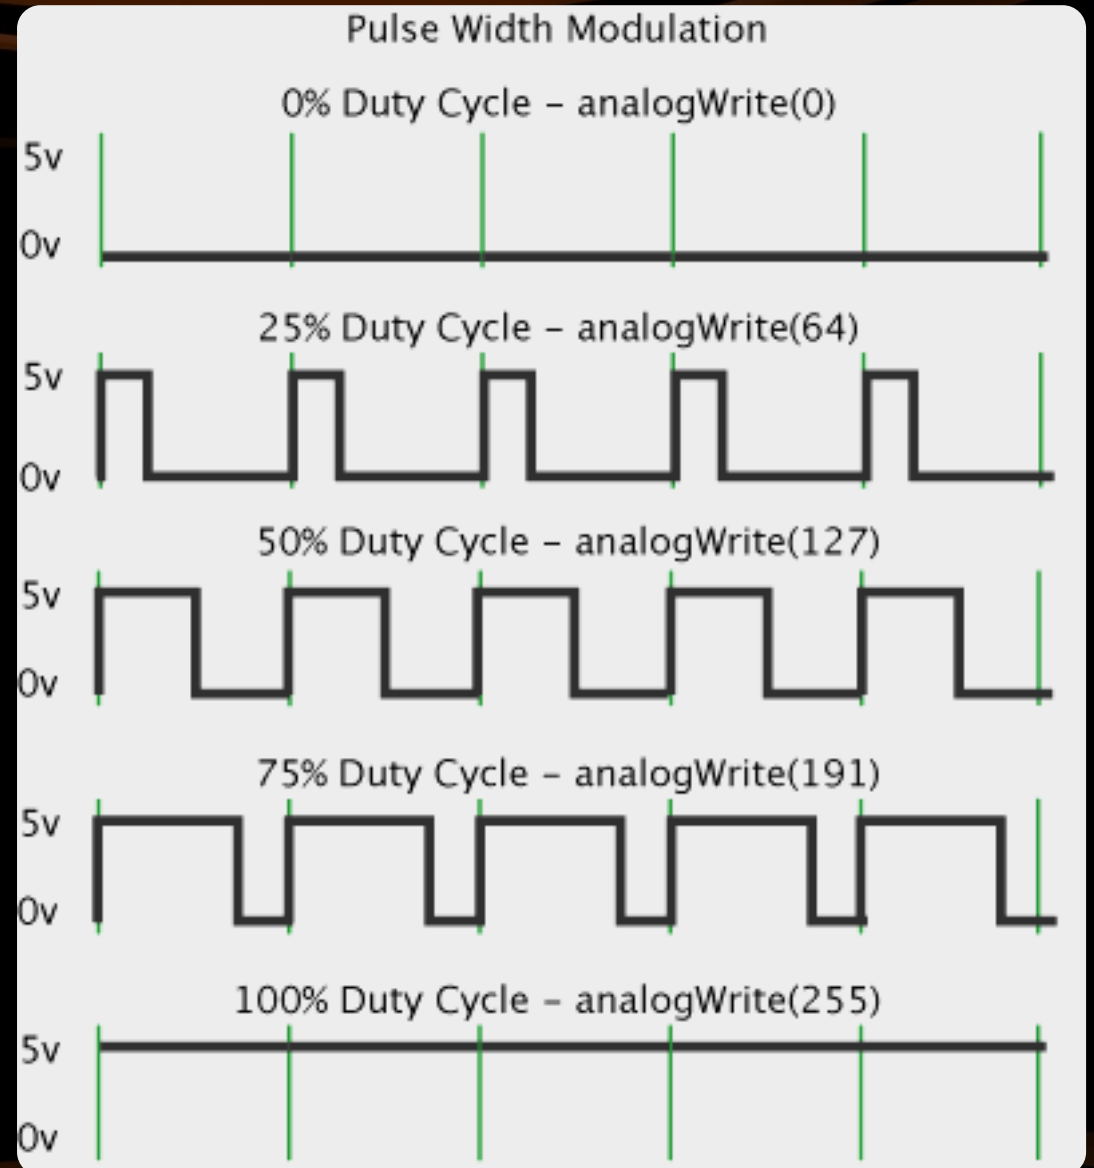 Pulse Width Modulation
0% Duty Cycle – analogWrite(0)
5v
0v
25% Duty Cycle – analogWrite(64)
5v
0v
50% Duty Cycle – analogWrite(127)
5v
0v
75% Duty Cycle – analogWrite(191)
5v
0v
100% Duty Cycle – analogWrite(255)
5v
0v